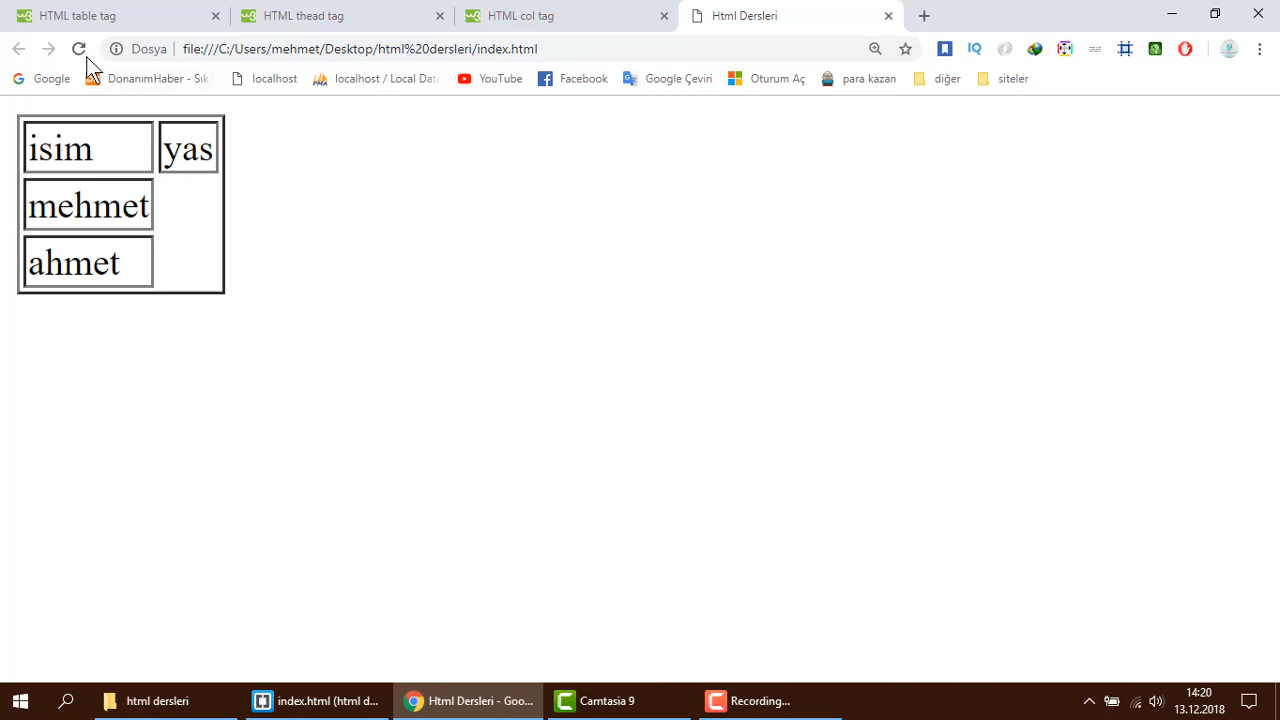 HTML table tag
HTML thead tag
HTML col tag
Html Dersleri
Dosya
file:///C:/Users/mehmet/Desktop/html%20dersleri/index.html
Google
DonanımHaber - Sık
localhost
localhost / Local Data
YouTube
Facebook
Google Çeviri
Oturum Aç
para kazan
diğer
siteler
isim yas
mehmet
ahmet
html dersleri
index.html (html d...
Html Dersleri - Goo...
Camtasia 9
Recording...
14:20
13.12.2018